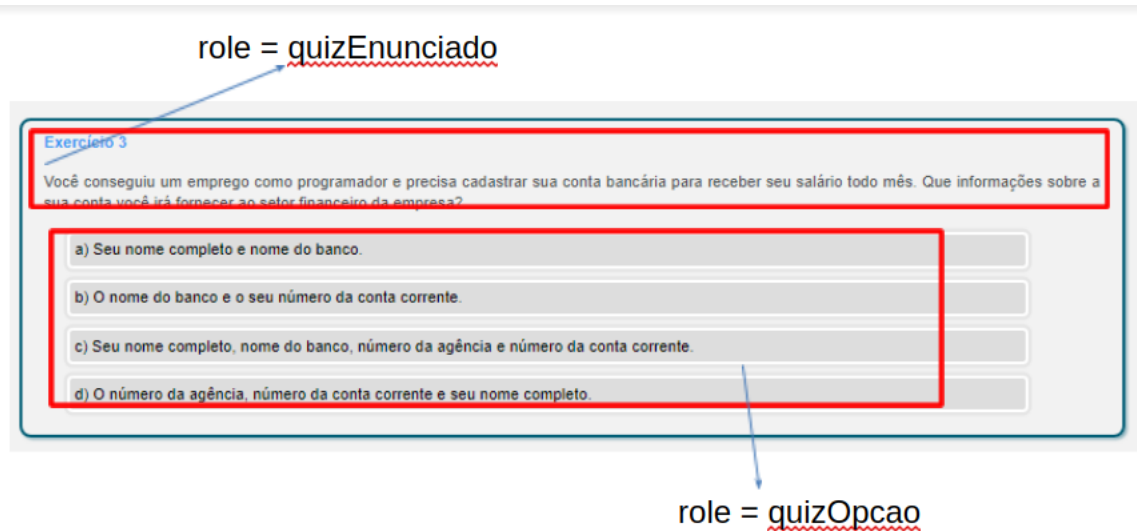 role = quizEnunciado
Exercício 3
Você conseguiu um emprego como programador e precisa cadastrar sua conta bancária para receber seu salário todo mês. Que informações sobre a
sua conta você irá fornecer ao setor financeiro da empresa?
a) Seu nome completo e nome do banco.
b) O nome do banco e o seu número da conta corrente.
c) Seu nome completo, nome do banco, número da agência e número da conta corrente.
d) O número da agência, número da conta corrente e seu nome completo.
role = quizOpcao